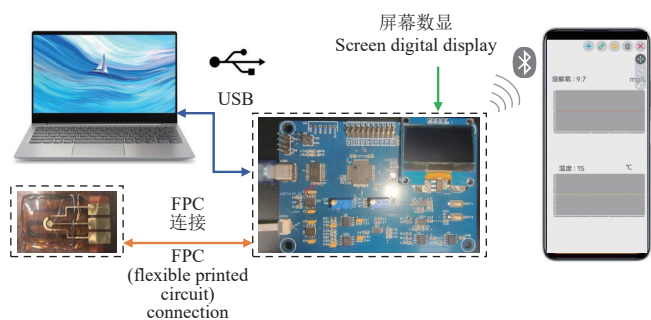 屏幕数显
Screen digital display
USB
溶解氧：9.7 mg/L
温度：15 ℃
FPC
连接
FPC
(flexible printed
circuit)
connection